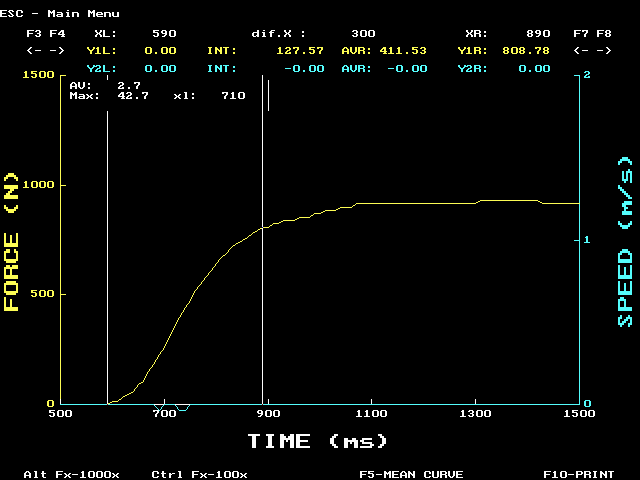 ESC - Main Menu
F3 F4 XL: 590 dif.X : 300 XR: 890 F7 F8
<- -> Y1L: 0.00 INT: 127.57 AVR: 411.53 Y1R: 808.78 <- ->
Y2L: 0.00 INT: -0.00 AVR: -0.00 Y2R: 0.00
1500 2
AV: 2.7
Max: 42.7 xl: 710
1000
1
500
0 0
FORCE (N)
SPEED (m/s)
500 700 900 1100 1300 1500
TIME (ms)
Alt Fx-1000x Ctrl Fx-100x F5-MEAN CURVE F10-PRINT